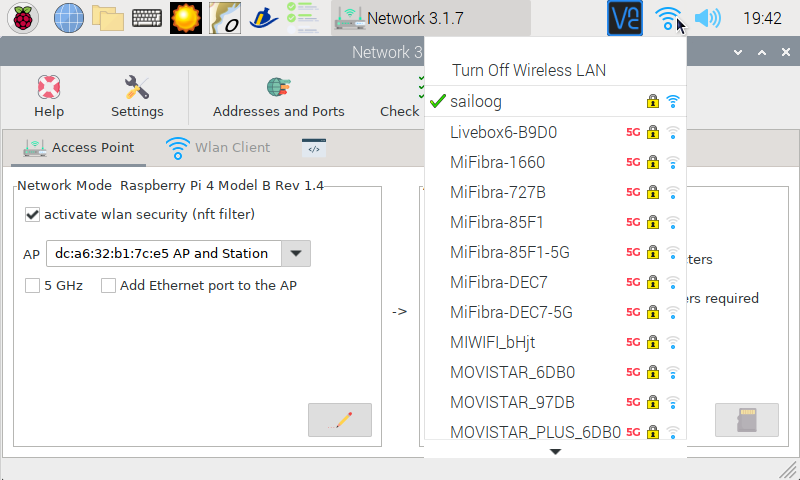 Network 3.1.7
VNC
19:42
Network 3
Help
Settings
Addresses and Ports
Check
Access Point
Wlan Client
</>
Network Mode Raspberry Pi 4 Model B Rev 1.4
activate wlan security (nft filter)
AP
dc:a6:32:b1:7c:e5 AP and Station
5 GHz
Add Ethernet port to the AP
->
ters
ers required
Turn Off Wireless LAN
sailoog
Livebox6-B9D0 5G
MiFibra-1660 5G
MiFibra-727B 5G
MiFibra-85F1 5G
MiFibra-85F1-5G 5G
MiFibra-DEC7 5G
MiFibra-DEC7-5G 5G
MIWIFI_bHjt 5G
MOVISTAR_6DB0 5G
MOVISTAR_97DB 5G
MOVISTAR_PLUS_6DB0 5G